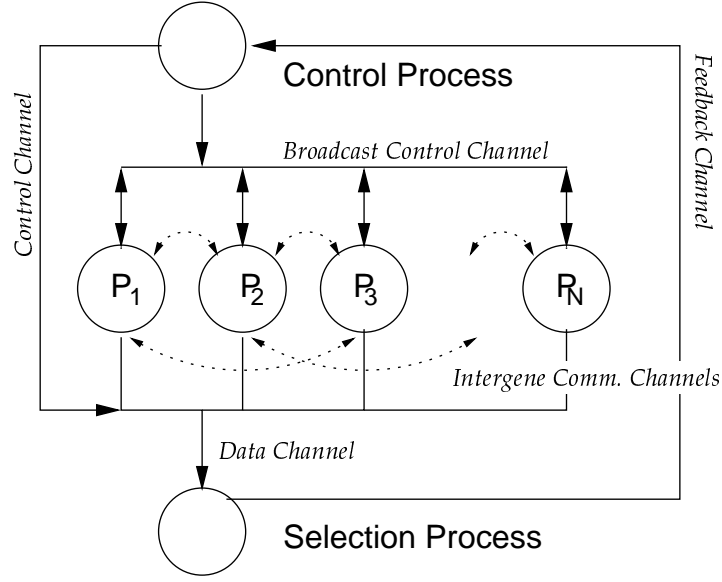 Control Process
Control Channel
Feedback Channel
Broadcast Control Channel
P1 P2 P3 PN
Intergene Comm. Channels
Data Channel
Selection Process